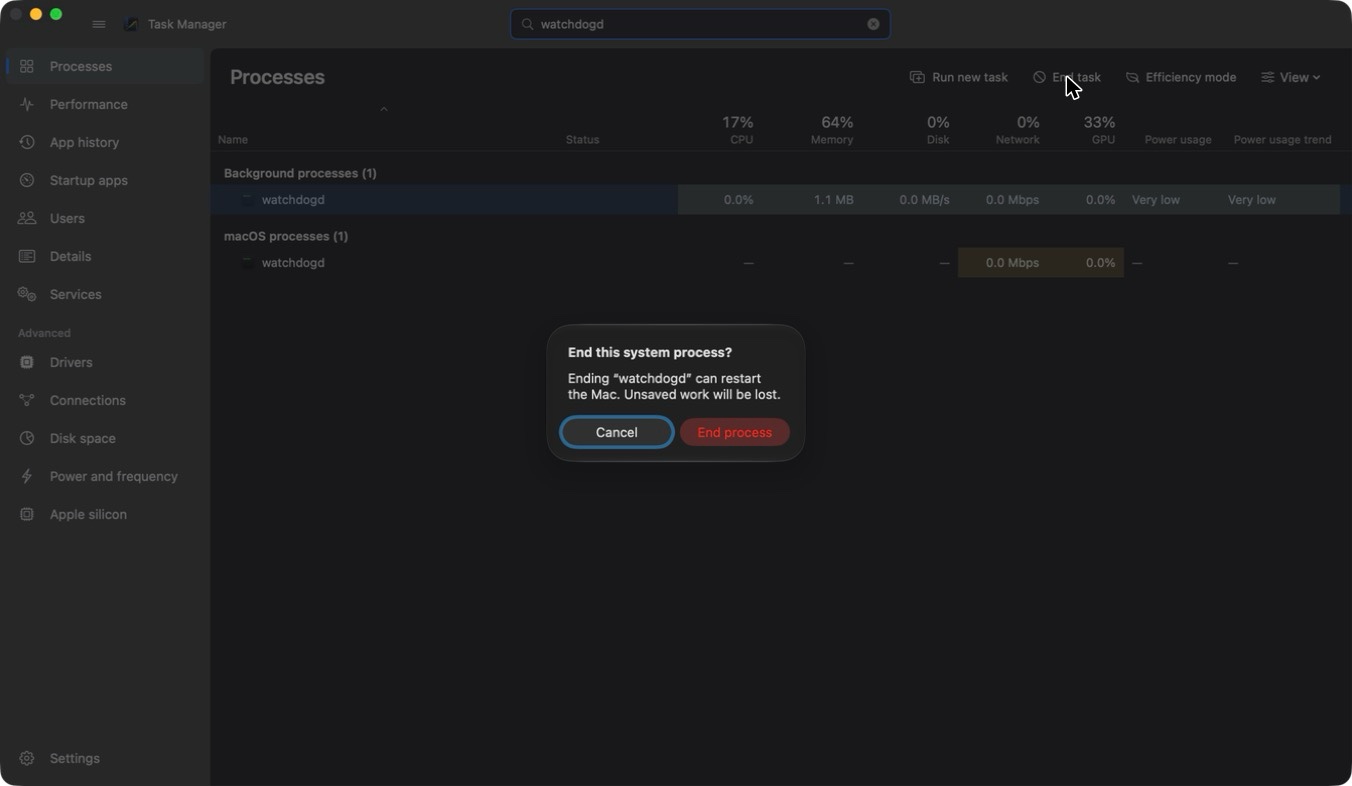 Task Manager
watchdogd
Processes
Performance
App history
Startup apps
Users
Details
Services
Advanced
Drivers
Connections
Disk space
Power and frequency
Apple silicon
Settings
Processes
Run new task
End task
Efficiency mode
View
17% 64% 0% 0% 33%
Name Status CPU Memory Disk Network GPU Power usage Power usage trend
Background processes (1)
watchdogd 0.0% 1.1 MB 0.0 MB/s 0.0 Mbps 0.0% Very low Very low
macOS processes (1)
watchdogd — — — 0.0 Mbps 0.0% — —
End this system process?
Ending “watchdogd” can restart
the Mac. Unsaved work will be lost.
Cancel
End process